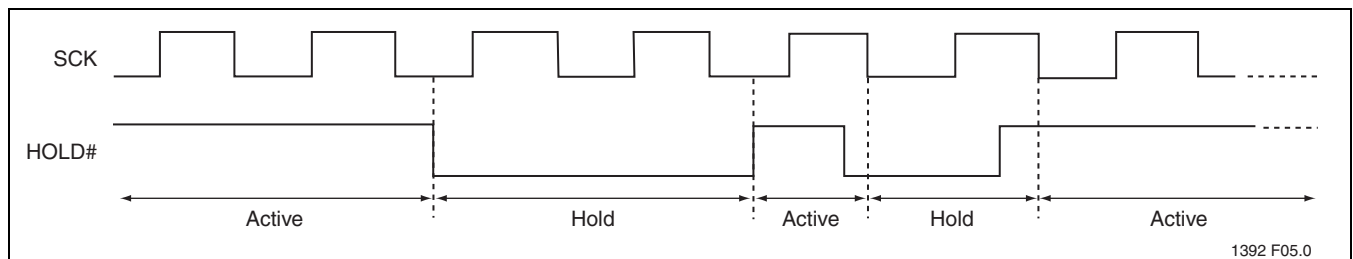 SCK
HOLD#
Active Hold Active Hold Active
1392 F05.0